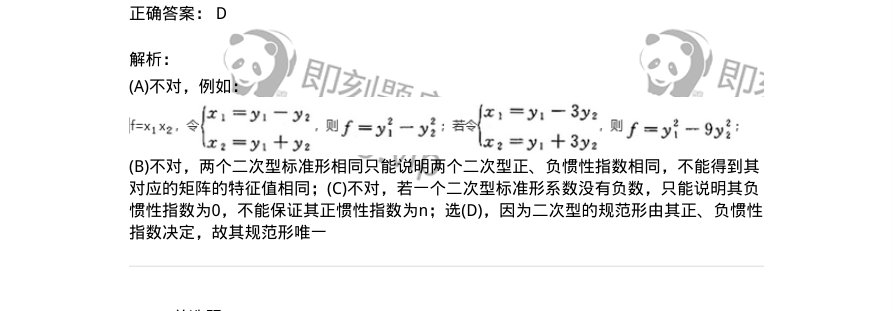 正确答案： D
解析：
(A)不对，例如：
即刻题库
f=x₁x₂，令{x₁=y₁－y₂ x₂=y₁+y₂，则 f=y₁²－y₂²；若令{x₁=y₁－3y₂ x₂=y₁+3y₂，则 f=y₁²－9y₂²；
(B)不对，两个二次型标准形相同只能说明两个二次型正、负惯性指数相同，不能得到其
对应的矩阵的特征值相同；(C)不对，若一个二次型标准形系数没有负数，只能说明其负
惯性指数为0，不能保证其正惯性指数为n；选(D)，因为二次型的规范形由其正、负惯性
指数决定，故其规范形唯一